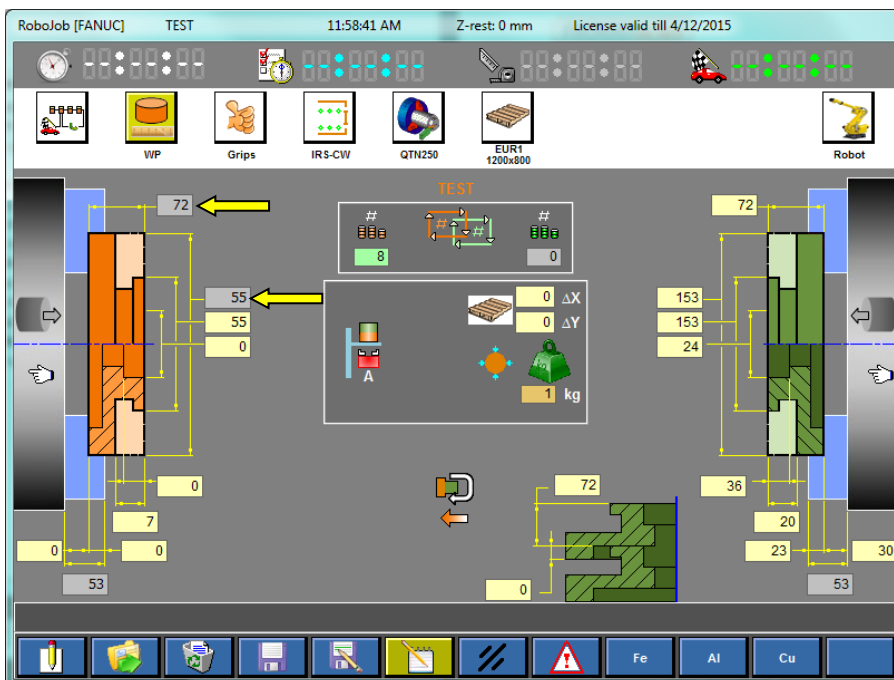 RoboJob [FANUC] TEST 11:58:41 AM Z-rest: 0 mm License valid till 4/12/2015
WP Grips IRS-CW QTN250 EUR1 Robot
1200x800
TEST
72 72
# # # #
8 0
55 0 ΔX 153
55 0 ΔY 153
0 24
A
1 kg
0 72 36
7 20
0 0 23 30
53 0 53
Fe Al Cu